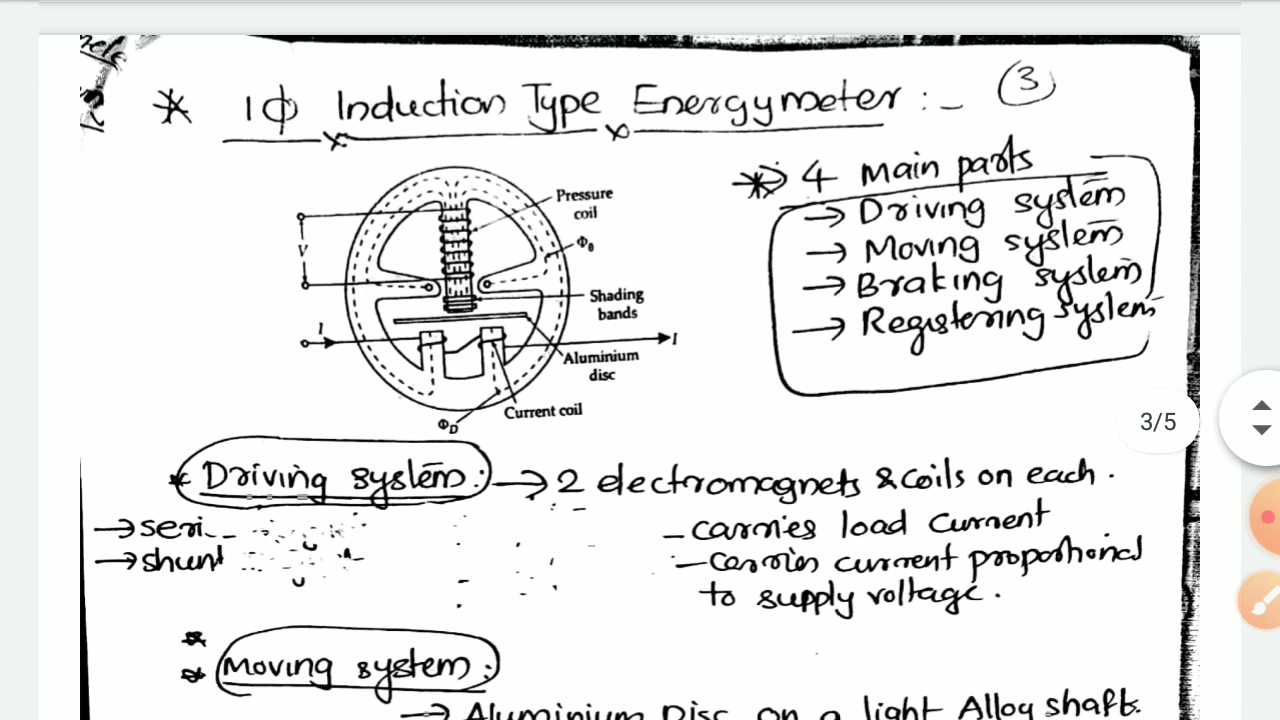 * 1ϕ Induction Type Energymeter :- ③
* 4 main parts
→ Driving system
→ Moving system
→ Braking system
→ Registering system
Pressure
coil
Φ
V
Shading
bands
I
I
Aluminium
disc
Current coil
Φ_D
3/5
* Driving system: → 2 electromagnets & coils on each.
→ seri - carries load current
→ shunt - carries current proportional
to supply voltage.
*
* Moving system:
→ Aluminium Disc on a light Alloy shaft.